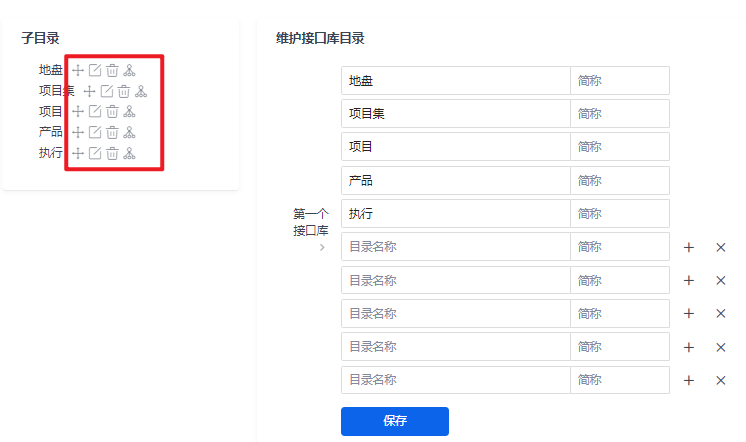 子目录
地盘
项目集
项目
产品
执行
维护接口库目录
第一个
接口库
地盘 简称
项目集 简称
项目 简称
产品 简称
执行 简称
目录名称 简称
目录名称 简称
目录名称 简称
目录名称 简称
目录名称 简称
保存